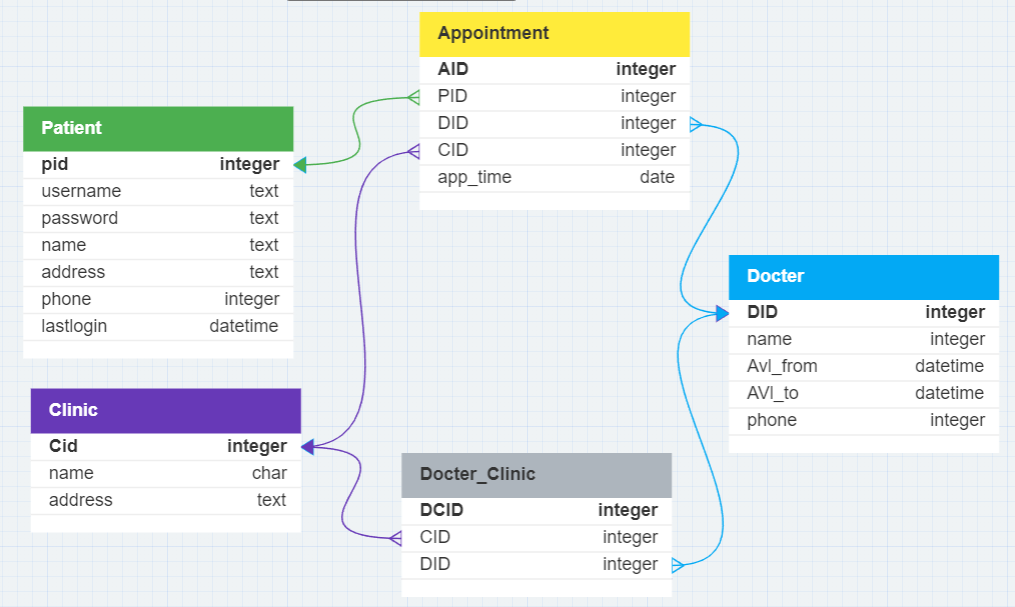 Appointment
AID integer
PID integer
DID integer
CID integer
app_time date
Patient
pid integer
username text
password text
name text
address text
phone integer
lastlogin datetime
Docter
DID integer
name integer
Avl_from datetime
AVl_to datetime
phone integer
Clinic
Cid integer
name char
address text
Docter_Clinic
DCID integer
CID integer
DID integer